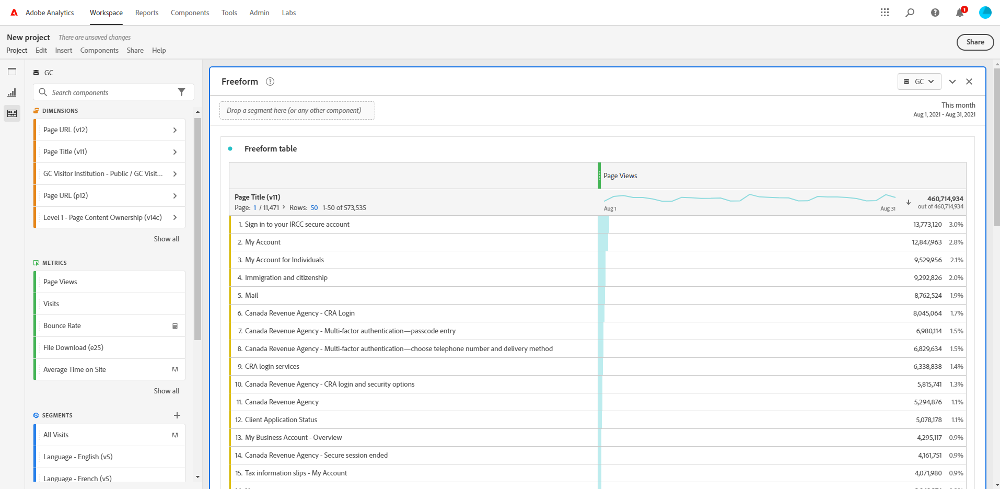 Adobe Analytics Workspace Reports Components Tools Admin Labs 1
New project There are unsaved changes
Project Edit Insert Components Share Help
Share
GC
Search components
DIMENSIONS
Page URL (v12)
Page Title (v11)
GC Visitor Institution - Public / GC Visit...
Page URL (p12)
Level 1 - Page Content Ownership (v14c)
Show all
METRICS
Page Views
Visits
Bounce Rate
File Download (e25)
Average Time on Site
Show all
SEGMENTS
All Visits
Language - English (v5)
Language - French (v5)
Freeform ?
GC
Drop a segment here (or any other component)
This month
Aug 1, 2021 - Aug 31, 2021
Freeform table
Page Views
Page Title (v11)
Page: 1 / 11,471 > Rows: 50 1-50 of 573,535
Aug 1
Aug 31
460,714,934
out of 460,714,934
1. Sign in to your IRCC secure account 13,773,120 3.0%
2. My Account 12,847,963 2.8%
3. My Account for Individuals 9,529,956 2.1%
4. Immigration and citizenship 9,292,826 2.0%
5. Mail 8,762,524 1.9%
6. Canada Revenue Agency - CRA Login 8,045,064 1.7%
7. Canada Revenue Agency - Multi-factor authentication—passcode entry 6,980,114 1.5%
8. Canada Revenue Agency - Multi-factor authentication—choose telephone number and delivery method 6,829,634 1.5%
9. CRA login services 6,338,838 1.4%
10. Canada Revenue Agency - CRA login and security options 5,815,741 1.3%
11. Canada Revenue Agency 5,294,876 1.1%
12. Client Application Status 5,078,178 1.1%
13. My Business Account - Overview 4,295,117 0.9%
14. Canada Revenue Agency - Secure session ended 4,161,751 0.9%
15. Tax information slips - My Account 4,071,980 0.9%